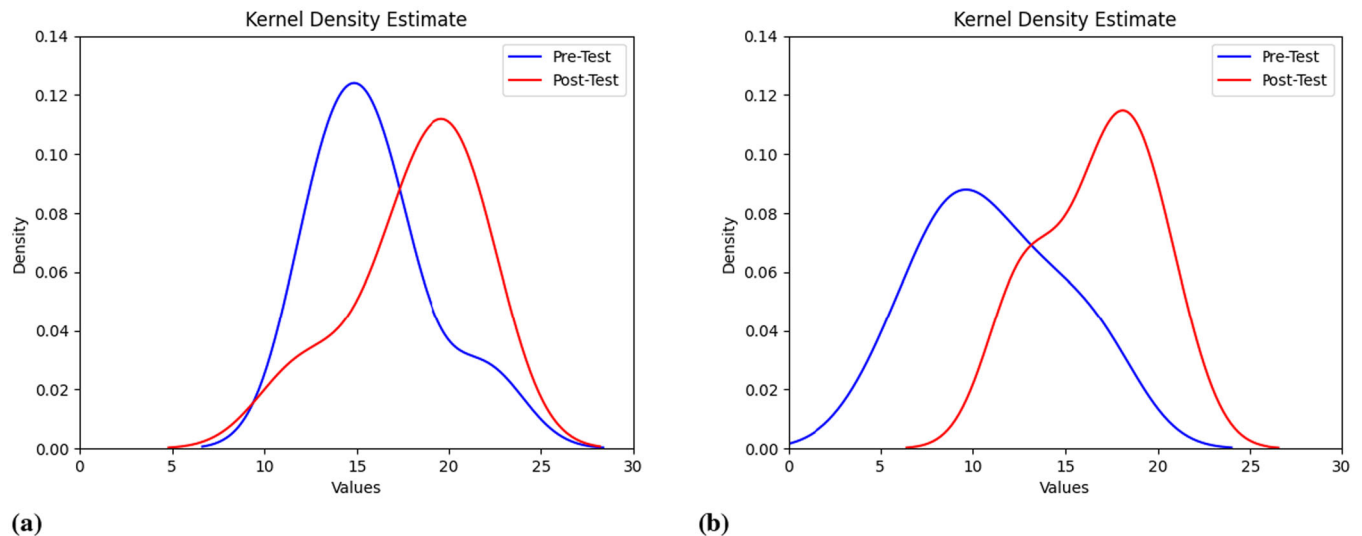 Kernel Density Estimate
0.14
0.12
0.10
0.08
0.06
0.04
0.02
0.00
Density
Pre-Test
Post-Test
0 5 10 15 20 25 30
Values
(a)
Kernel Density Estimate
0.14
0.12
0.10
0.08
0.06
0.04
0.02
0.00
Density
Pre-Test
Post-Test
0 5 10 15 20 25 30
Values
(b)